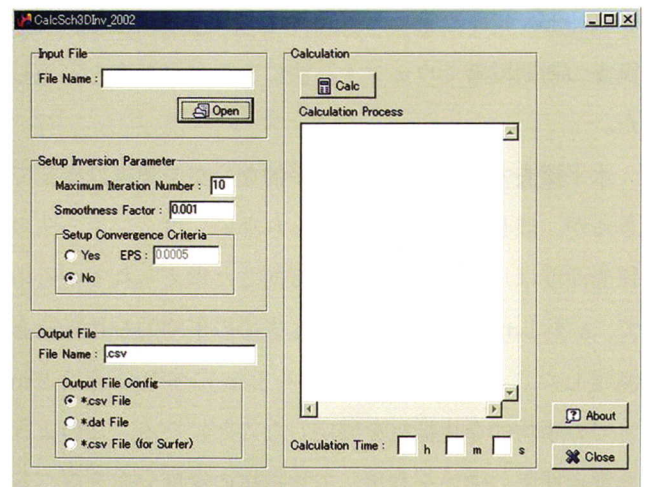 CalcSch3DInv_2002
Input File
File Name :
Open
Setup Inversion Parameter
Maximum Iteration Number : 10
Smoothness Factor : 0.001
Setup Convergence Criteria
Yes EPS : 0.0005
No
Output File
File Name : .csv
Output File Config
*.csv File
*.dat File
*.csv File (for Surfer)
Calculation
Calc
Calculation Process
Calculation Time : h m s
About
Close